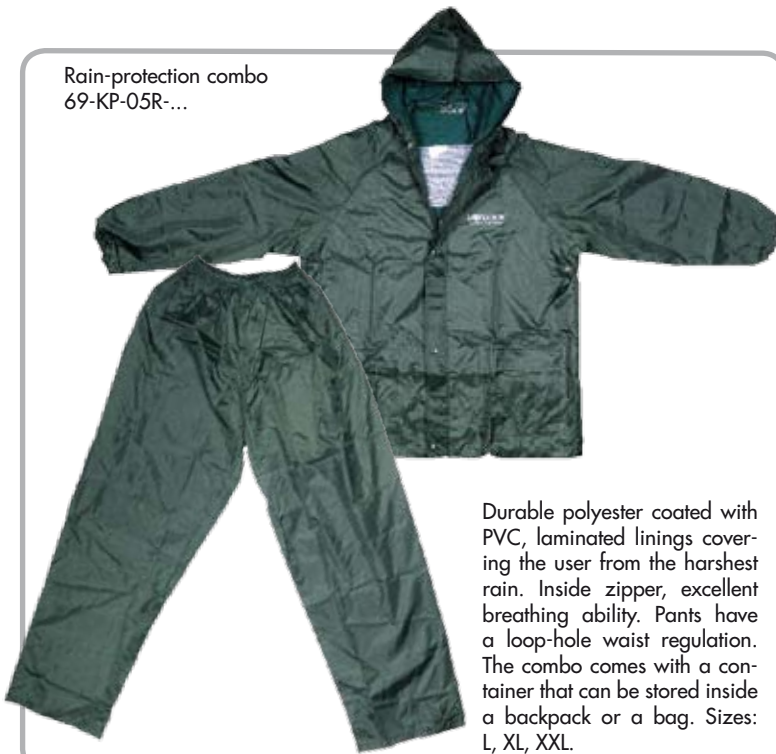 Rain-protection combo
69-KP-05R-...
Durable polyester coated with
PVC, laminated linings cover-
ing the user from the harshest
rain. Inside zipper, excellent
breathing ability. Pants have
a loop-hole waist regulation.
The combo comes with a con-
tainer that can be stored inside
a backpack or a bag. Sizes:
L, XL, XXL.